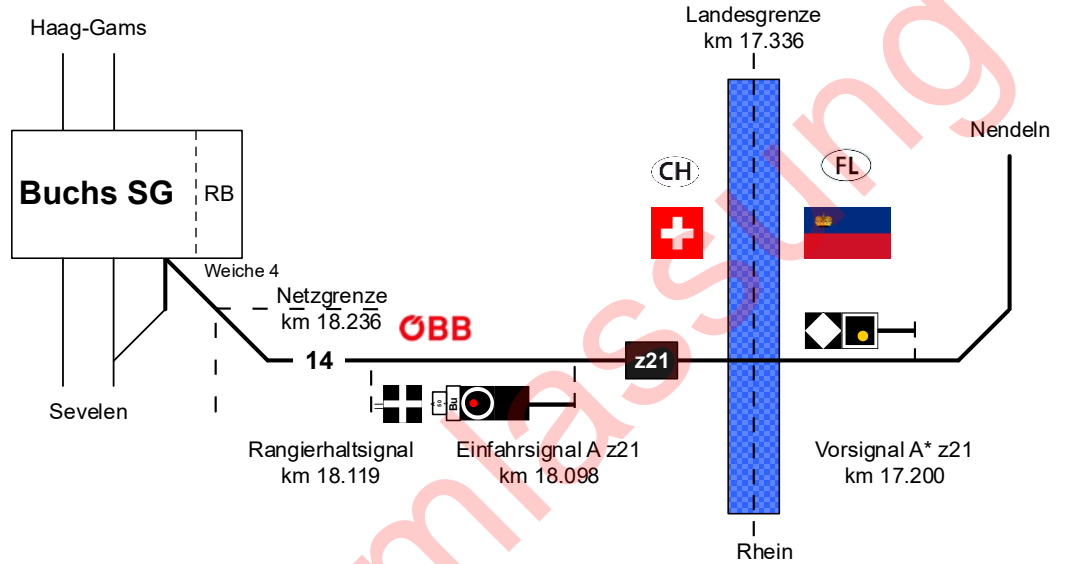 Haag-Gams
Landesgrenze
km 17.336
Nendeln
CH
FL
Buchs SG
RB
Weiche 4
Netzgrenze
km 18.236
ÖBB
14
z21
Bu
Sevelen
Rangierhaltsignal
km 18.119
Einfahrsignal A z21
km 18.098
Vorsignal A* z21
km 17.200
Rhein